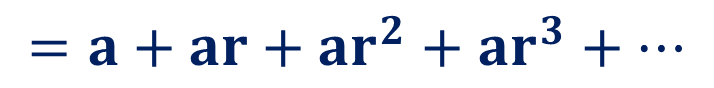 = a + ar + ar² + ar³ + ⋯